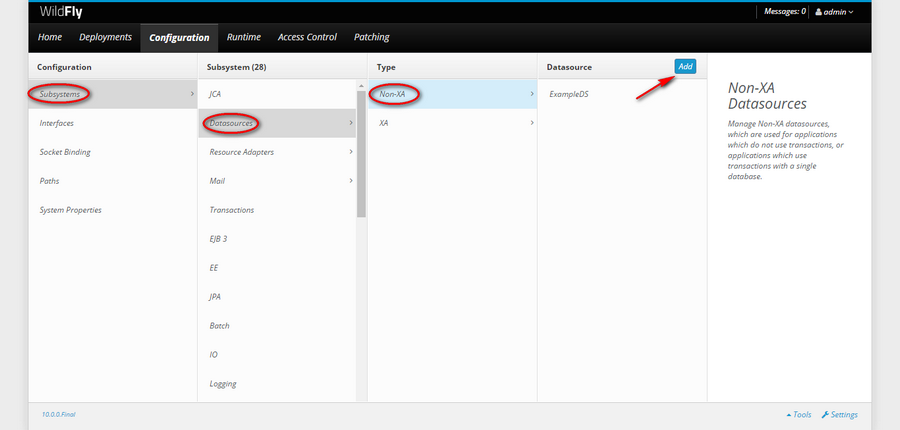 WildFly
Messages: 0
admin
Home
Deployments
Configuration
Runtime
Access Control
Patching
Configuration
Subsystems
Interfaces
Socket Binding
Paths
System Properties
Subsystem (28)
JCA
Datasources
Resource Adapters
Mail
Transactions
EJB 3
EE
JPA
Batch
IO
Logging
Type
Non-XA
XA
Datasource
Add
ExampleDS
Non-XA
Datasources
Manage Non-XA datasources,
which are used for applications
which do not use transactions, or
applications which use
transactions with a single
database.
10.0.0.Final
Tools
Settings